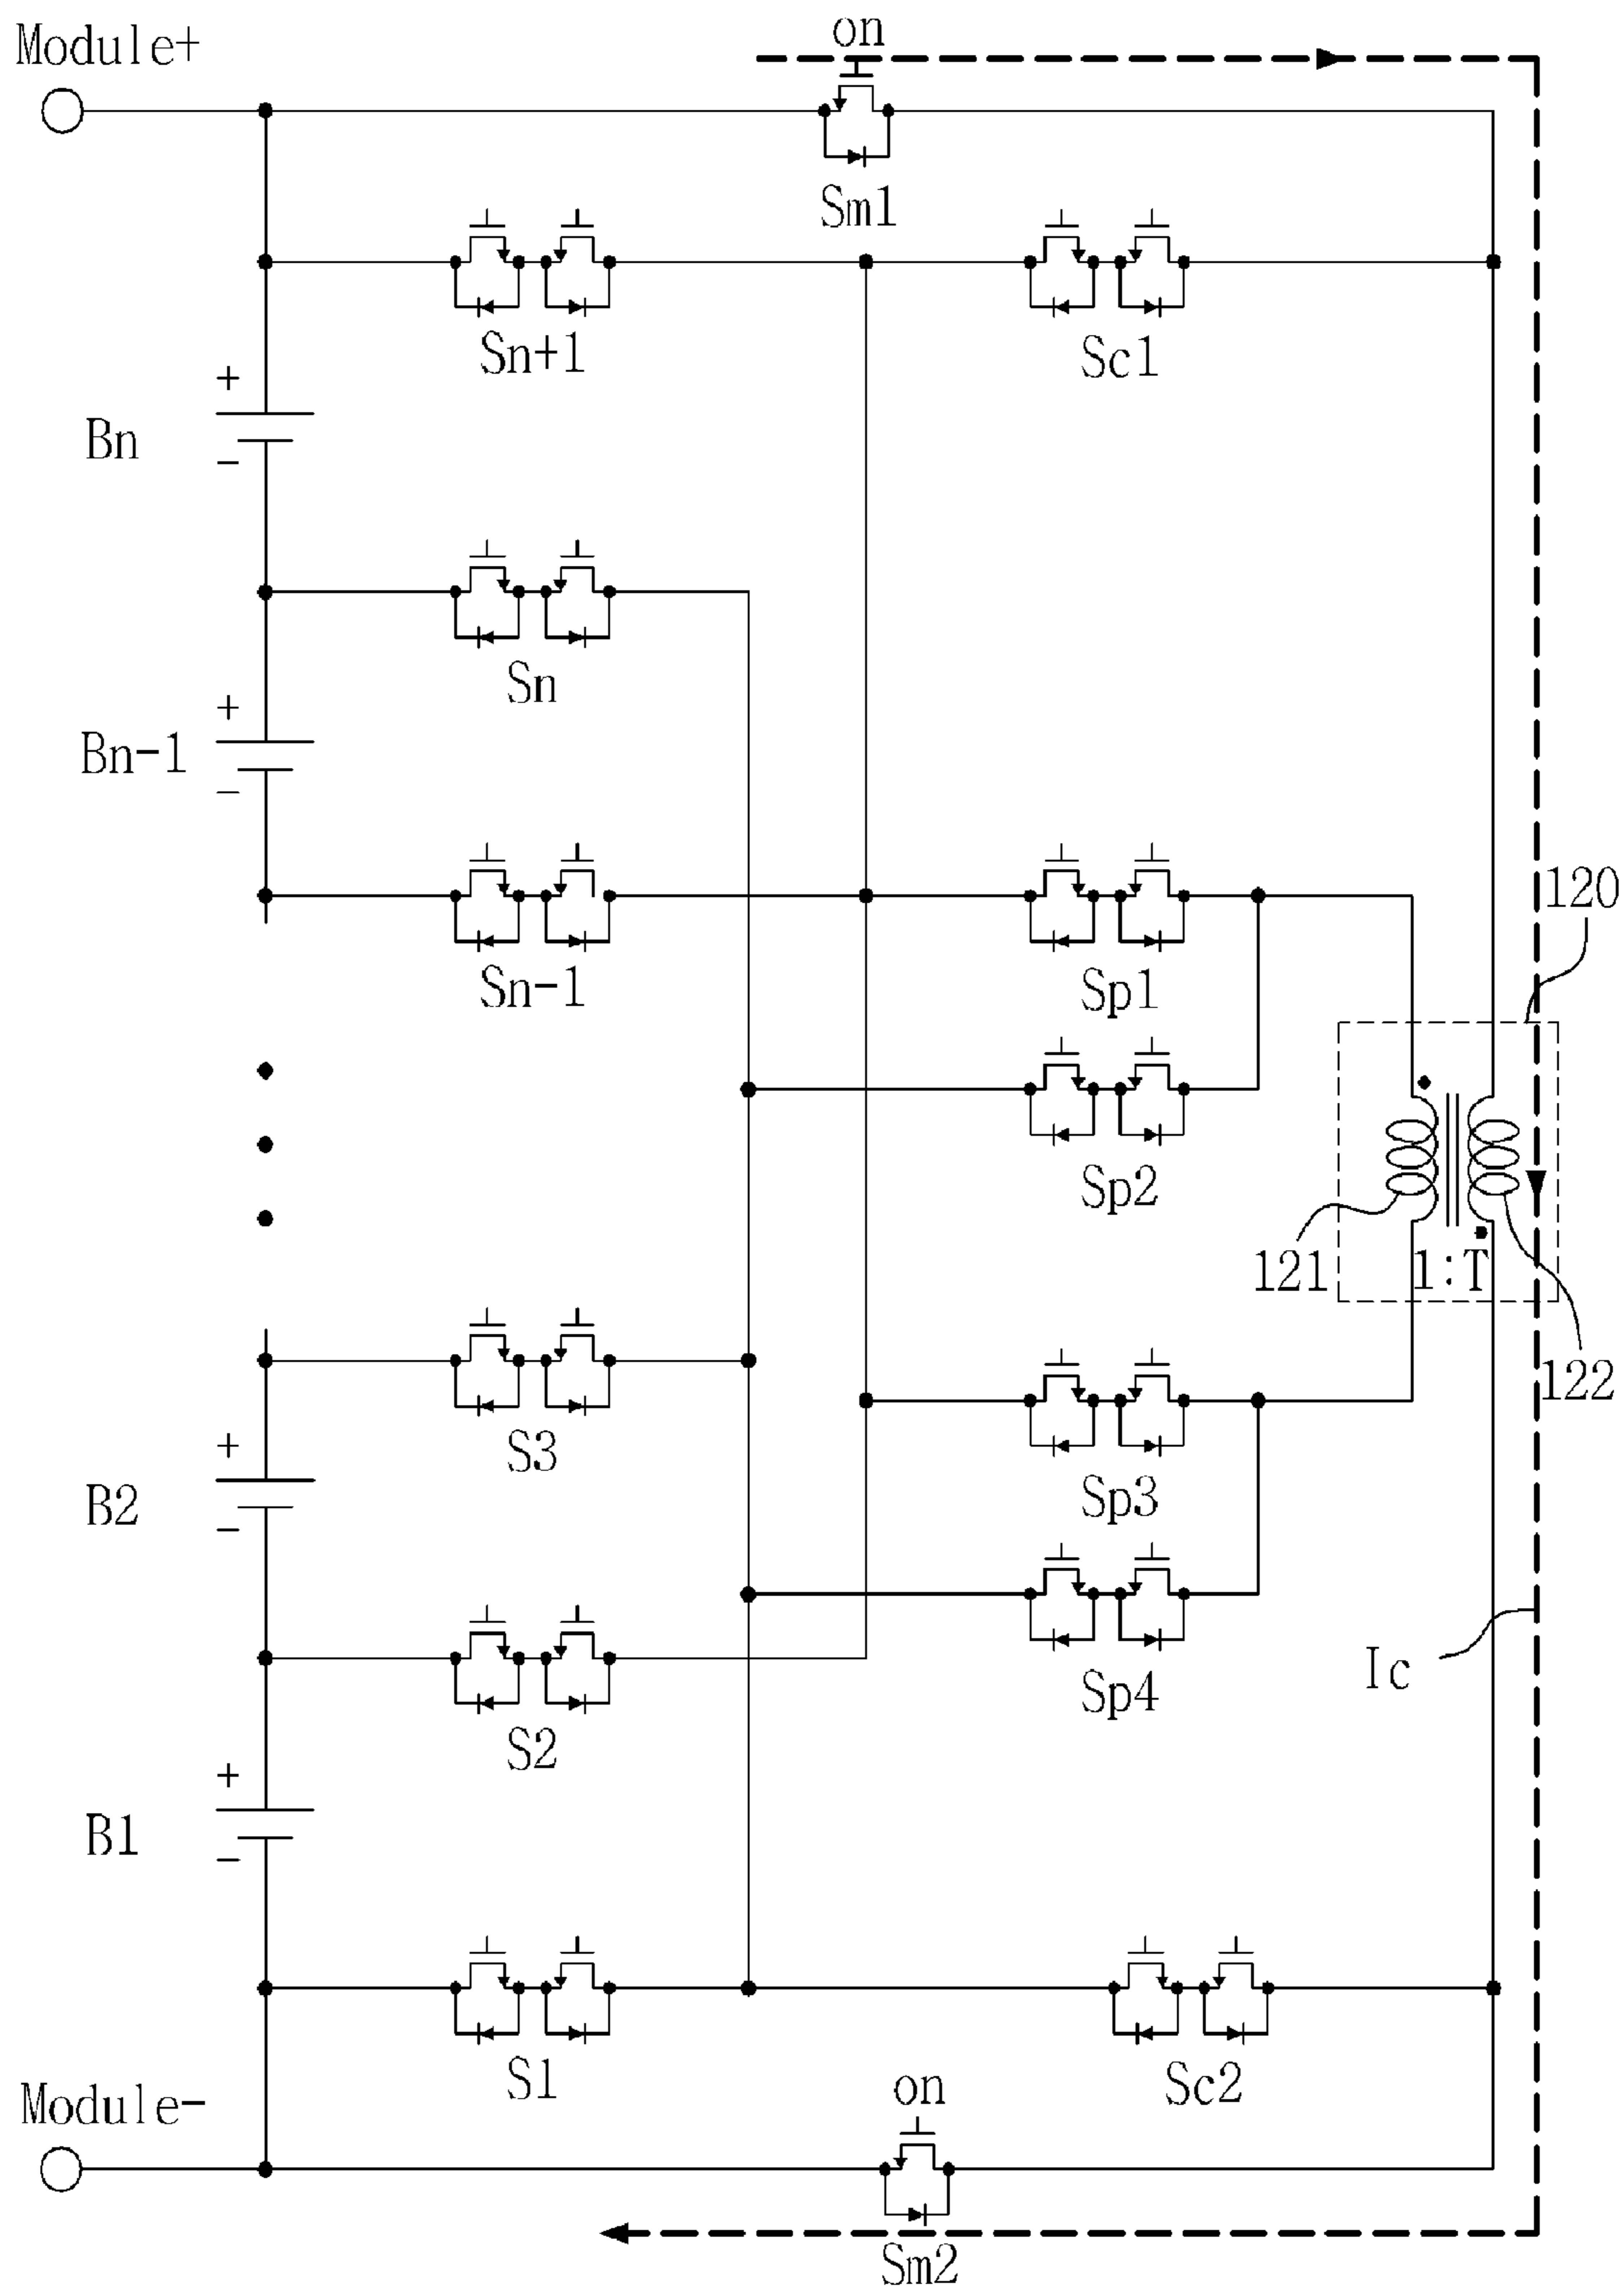 on
Module+
Sm1
Sn+1
Sc1
+
Bn
−
Sn
+
Bn-1
−
120
Sn-1
Sp1
Sp2
121
1:T
122
S3
+
Sp3
B2
−
Ic
Sp4
S2
+
B1
−
S1
Sc2
on
Module-
Sm2